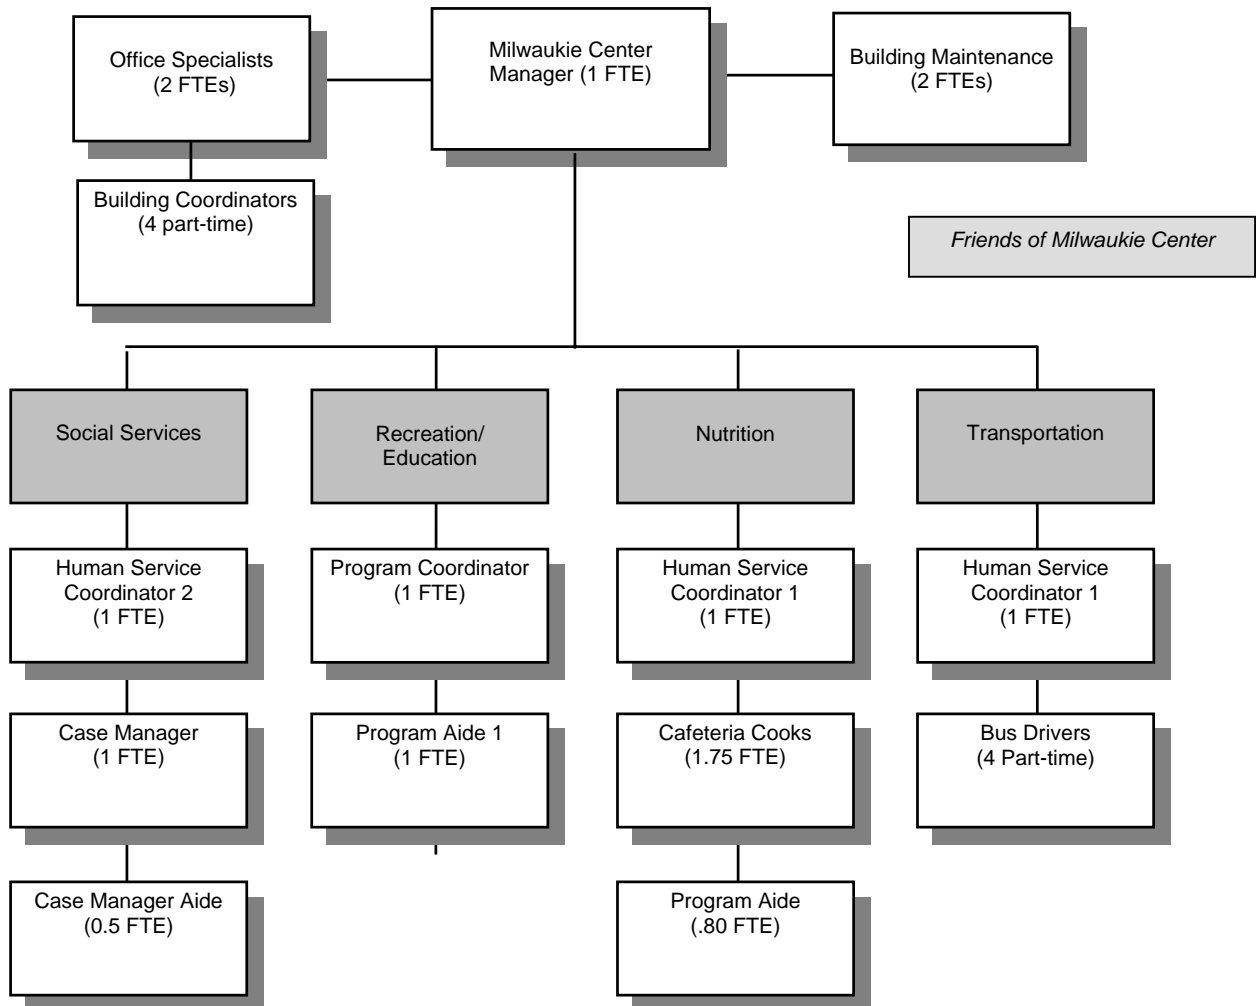 Office Specialists
(2 FTEs)
Milwaukie Center
Manager (1 FTE)
Building Maintenance
(2 FTEs)
Building Coordinators
(4 part-time)
Friends of Milwaukie Center
Social Services
Recreation/
Education
Nutrition
Transportation
Human Service
Coordinator 2
(1 FTE)
Program Coordinator
(1 FTE)
Human Service
Coordinator 1
(1 FTE)
Human Service
Coordinator 1
(1 FTE)
Case Manager
(1 FTE)
Program Aide 1
(1 FTE)
Cafeteria Cooks
(1.75 FTE)
Bus Drivers
(4 Part-time)
Case Manager Aide
(0.5 FTE)
Program Aide
(.80 FTE)